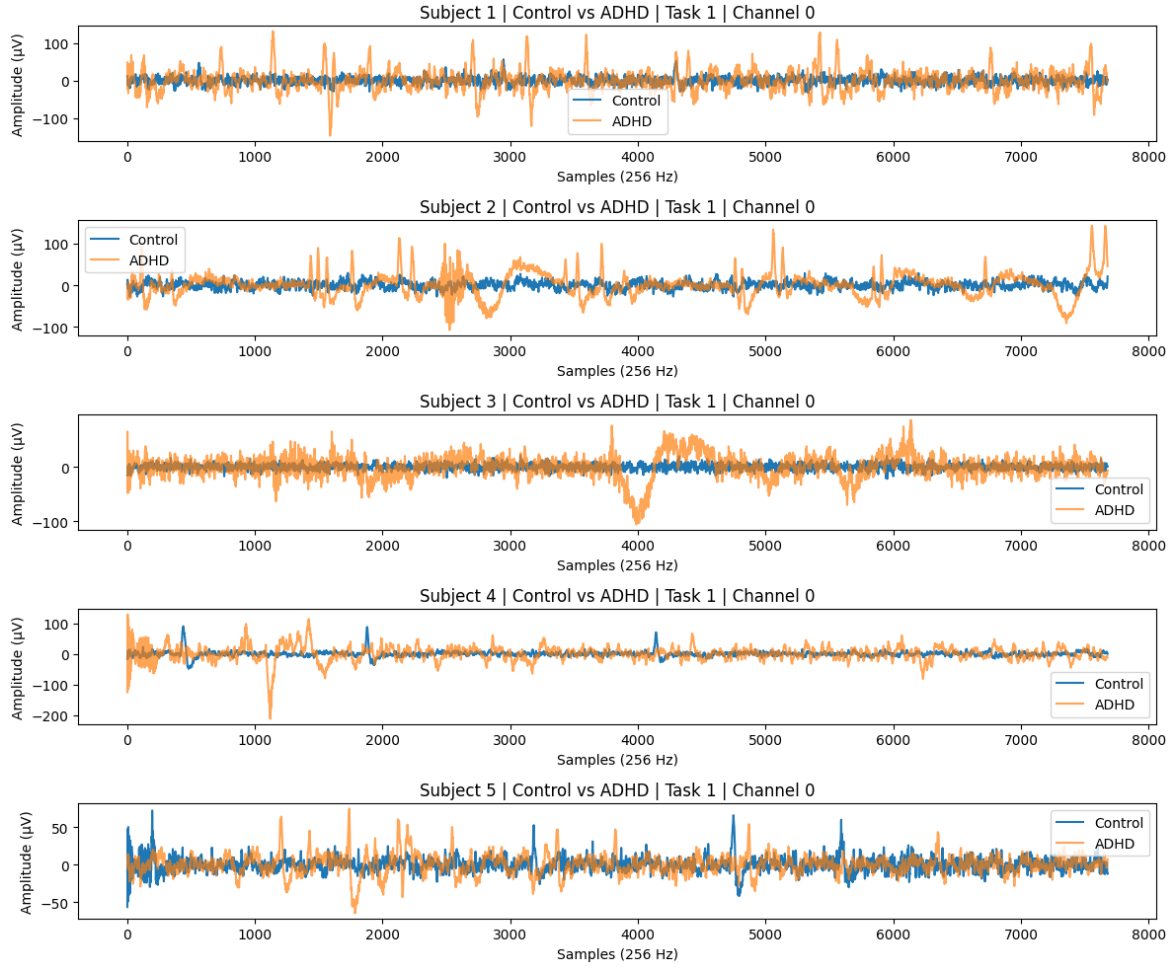 Subject 1 | Control vs ADHD | Task 1 | Channel 0
Amplitude (µV)
100
0
−100
Control
ADHD
0 1000 2000 3000 4000 5000 6000 7000 8000
Samples (256 Hz)
Subject 2 | Control vs ADHD | Task 1 | Channel 0
Amplitude (µV)
100
0
−100
Control
ADHD
0 1000 2000 3000 4000 5000 6000 7000 8000
Samples (256 Hz)
Subject 3 | Control vs ADHD | Task 1 | Channel 0
Amplitude (µV)
0
−100
Control
ADHD
0 1000 2000 3000 4000 5000 6000 7000 8000
Samples (256 Hz)
Subject 4 | Control vs ADHD | Task 1 | Channel 0
Amplitude (µV)
100
0
−100
−200
Control
ADHD
0 1000 2000 3000 4000 5000 6000 7000 8000
Samples (256 Hz)
Subject 5 | Control vs ADHD | Task 1 | Channel 0
Amplitude (µV)
50
0
−50
Control
ADHD
0 1000 2000 3000 4000 5000 6000 7000 8000
Samples (256 Hz)